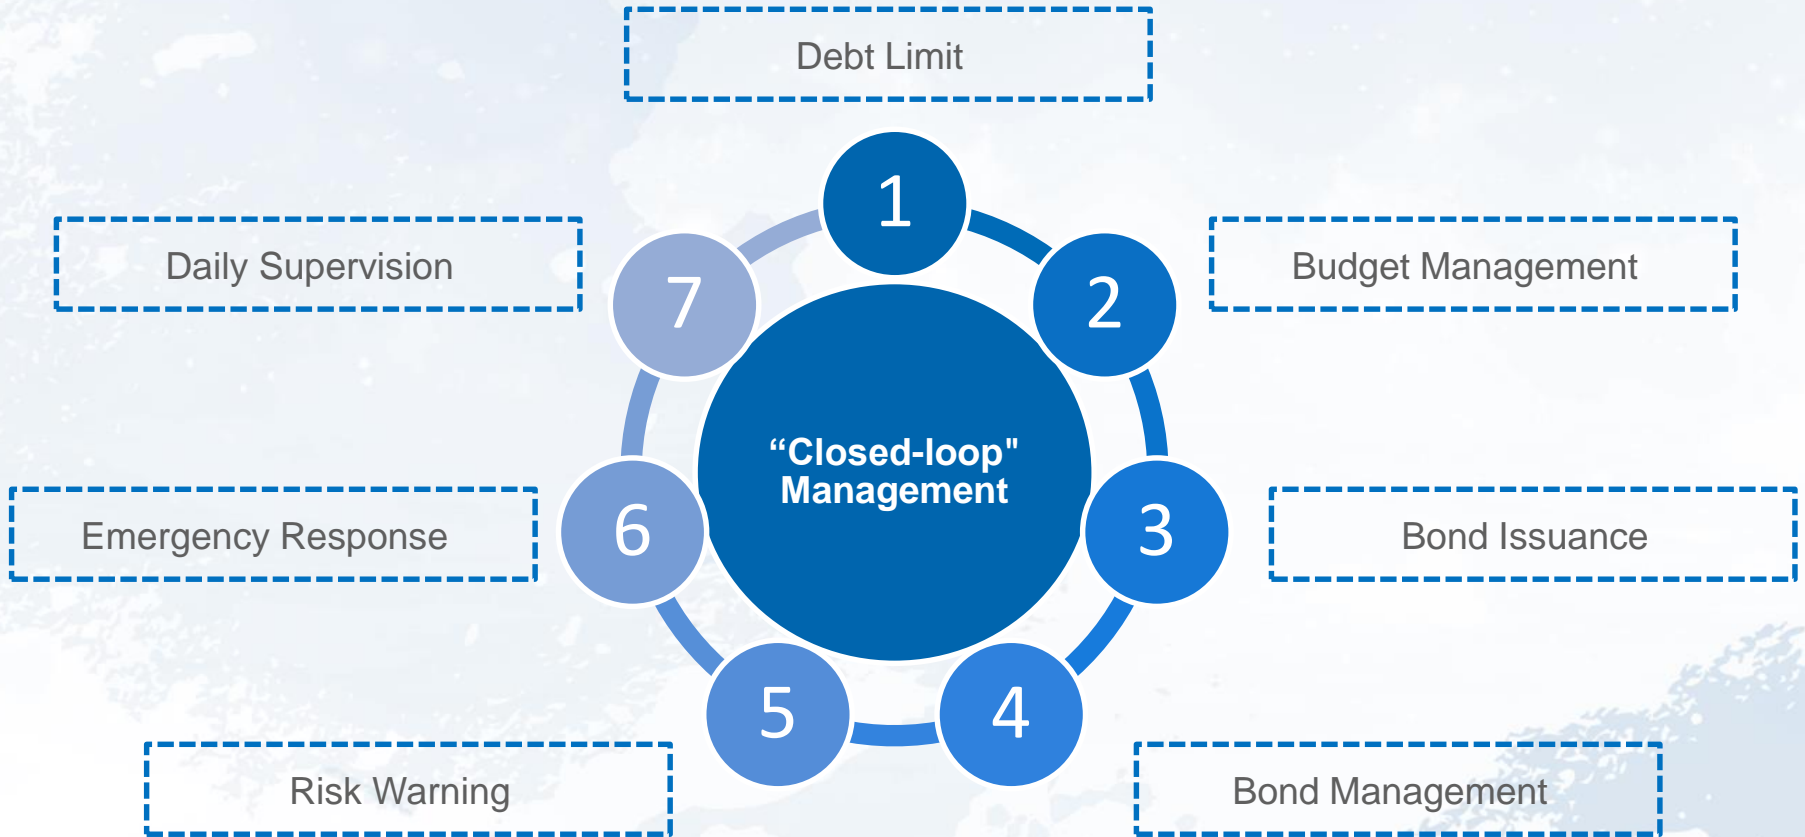 Debt Limit
1
Daily Supervision
7
2
Budget Management
“Closed-loop"
Management
Emergency Response
6
3
Bond Issuance
5
4
Risk Warning
Bond Management